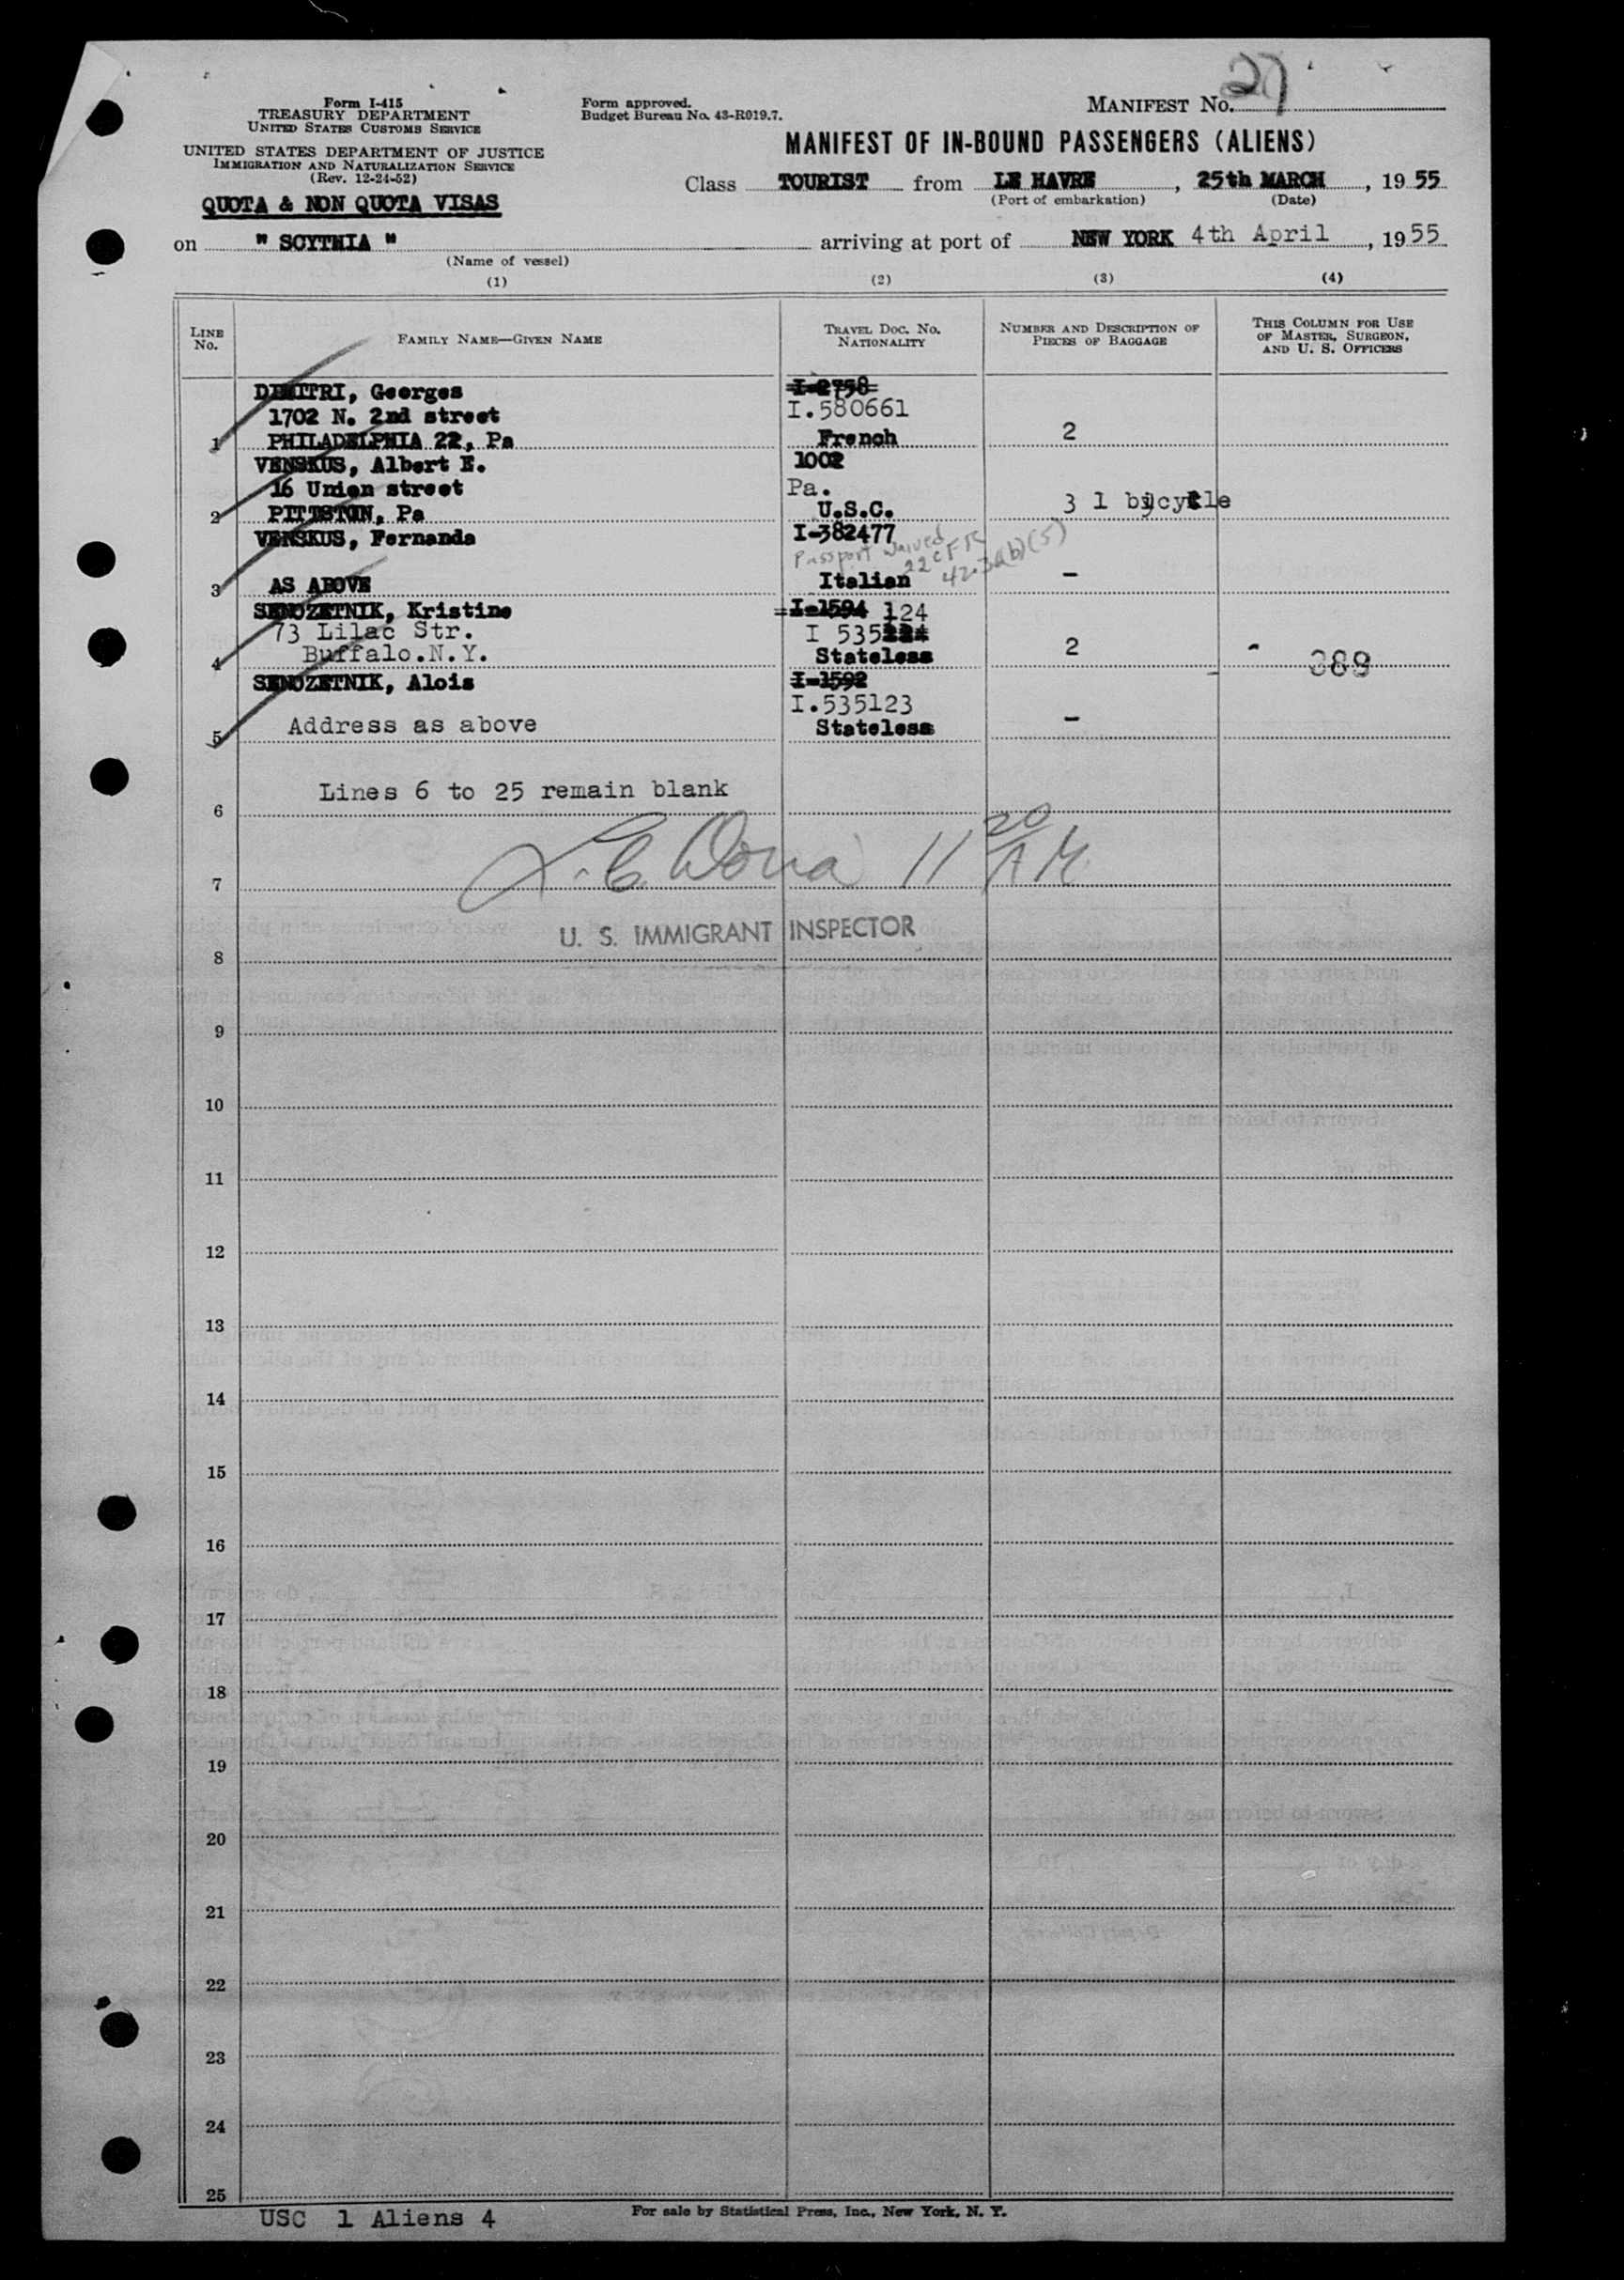 Form I-415
TREASURY DEPARTMENT
UNITED STATES CUSTOMS SERVICE
UNITED STATES DEPARTMENT OF JUSTICE
IMMIGRATION AND NATURALIZATION SERVICE
(Rev. 12-24-52)
QUOTA & NON QUOTA VISAS
Form approved.
Budget Bureau No. 43-R019.7.
MANIFEST No. 27
MANIFEST OF IN-BOUND PASSENGERS (ALIENS)
Class TOURIST from LE HAVRE, 25th MARCH, 1955
(Port of embarkation) (Date)
on " SCYTHIA " arriving at port of NEW YORK 4th April, 1955
(Name of vessel)
(1) (2) (3) (4)
LINE No. FAMILY NAME—GIVEN NAME TRAVEL DOC. No. NATIONALITY NUMBER AND DESCRIPTION OF PIECES OF BAGGAGE THIS COLUMN FOR USE OF MASTER, SURGEON, AND U. S. OFFICERS
DIMITRI, Georges I-2758
1702 N. 2nd street I.580661
1 PHILADELPHIA 22, Pa French 2
VENSKUS, Albert E. 1002
16 Union street Pa.
2 PITTSTON, Pa U.S.C. 3 1 bycycle
VENSKUS, Fernanda I-382477
Passport waived 22 CFR 42.36(b)(5)
3 AS ABOVE Italian -
SENOZETNIK, Kristine I-1594 124
73 Lilac Str. I 535
4 Buffalo.N.Y. Stateless 2 389
SENOZETNIK, Alois I-1592
I.535123
5 Address as above Stateless -
Lines 6 to 25 remain blank
6
11 20 AM
7
U. S. IMMIGRANT INSPECTOR
8
9
10
11
12
13
14
15
16
17
18
19
20
21
22
23
24
25
USC 1 Aliens 4
For sale by Statistical Press, Inc., New York, N. Y.